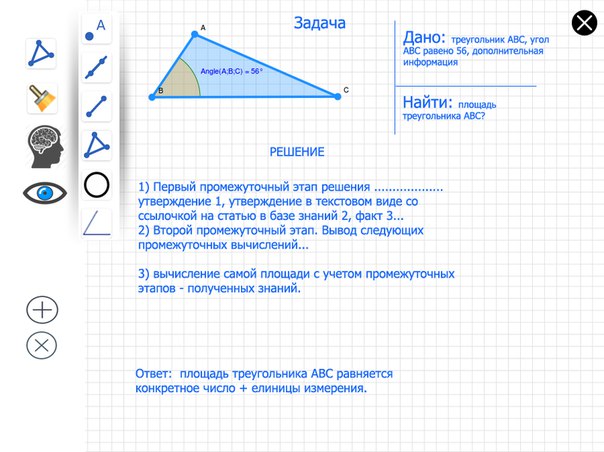 A
Задача
A
Angle(A;B;C) = 56°
B
C
Дано: треугольник ABC, угол
ABC равено 56, дополнительная
информация
Найти: площадь
треугольника ABC?
РЕШЕНИЕ
1) Первый промежуточный этап решения ...................
утверждение 1, утверждение в текстовом виде со
ссылочкой на статью в базе знаний 2, факт 3...
2) Второй промежуточный этап. Вывод следующих
промежуточных вычислений...
3) вычисление самой площади с учетом промежуточных
этапов - полученных знаний.
Ответ: площадь треугольника ABC равняется
конкретное число + елиницы измерения.